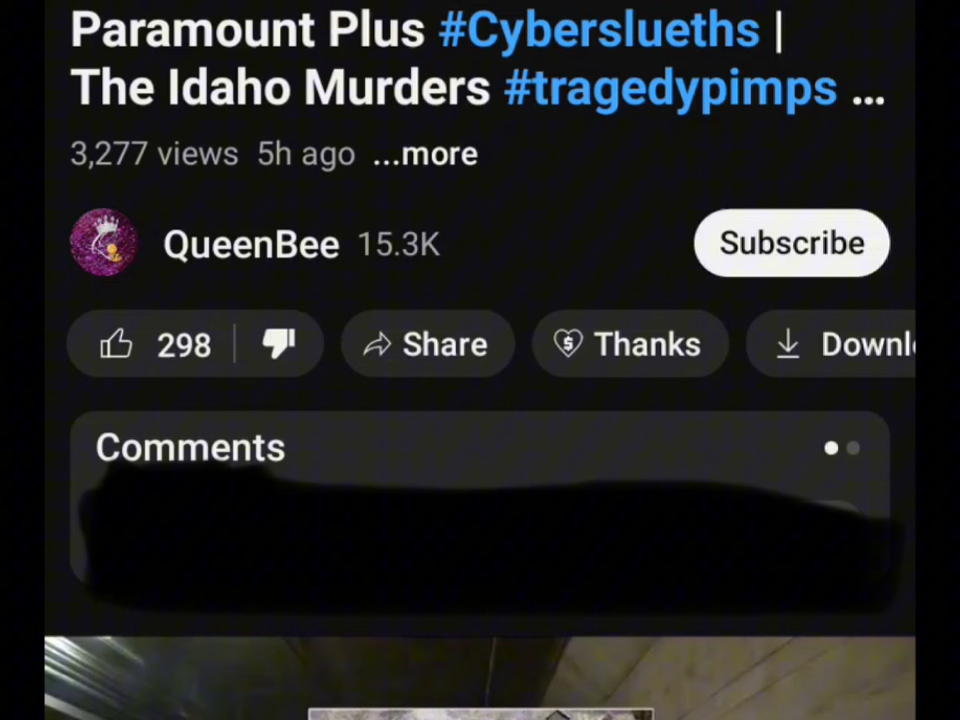 Paramount Plus #Cyberslueths |
The Idaho Murders #tragedypimps ...
3,277 views 5h ago ...more
QueenBee 15.3K Subscribe
298 Share Thanks Downl
Comments